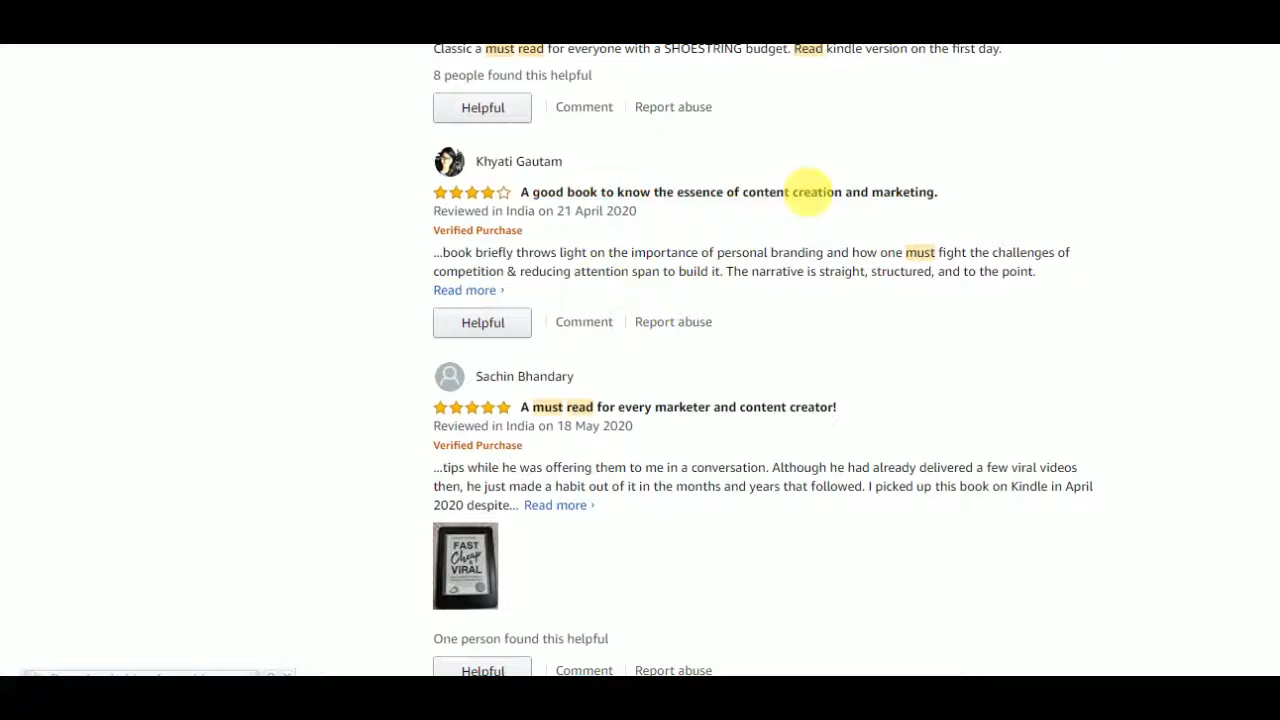 Classic a must read for everyone with a SHOESTRING budget. Read kindle version on the first day.
8 people found this helpful
Helpful
Comment
Report abuse
Khyati Gautam
A good book to know the essence of content creation and marketing.
Reviewed in India on 21 April 2020
Verified Purchase
...book briefly throws light on the importance of personal branding and how one must fight the challenges of
competition & reducing attention span to build it. The narrative is straight, structured, and to the point.
Read more ›
Helpful
Comment
Report abuse
Sachin Bhandary
A must read for every marketer and content creator!
Reviewed in India on 18 May 2020
Verified Purchase
...tips while he was offering them to me in a conversation. Although he had already delivered a few viral videos
then, he just made a habit out of it in the months and years that followed. I picked up this book on Kindle in April
2020 despite... Read more ›
FAST
Cheap
VIRAL
One person found this helpful
Helpful
Comment
Report abuse